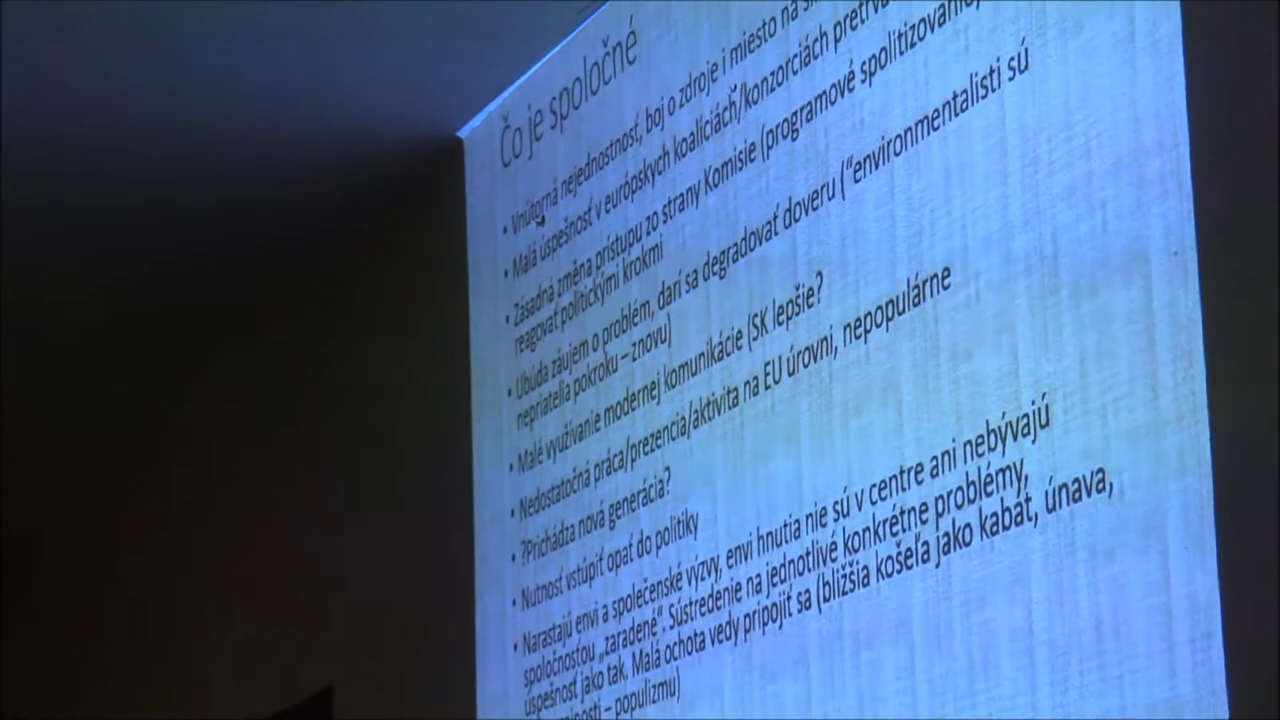 Čo je spoločné
• Vnútorná nejednostnosť, boj o zdroje i miesto na
• Malá úspešnosť v európskych koalíciách/konzorciách
• Zásadná změna prístupu zo strany Komisie (programové spolitizovanie,
reagovať politickými krokmi
• Ubúda záujem o problém, darí sa degradovať doveru (“environmentalisti sú
nepriatelia pokroku – znovu)
• Malé využívanie modernej komunikácie (SK lepšie?
• Nedostatočná práca/prezencia/aktivita na EU úrovni, nepopulárne
• ?Prichádza nová generácia?
• Nutnosť vstúpiť opať do politiky
• Narastajú envi a společenské výzvy, envi hnutia nie sú v centre ani nebývajú
spoločnosťou „zaradené“. Sústredenie na jednotlivé konkrétne problémy,
úspešnosť jako tak. Malá ochota vedy pripojiť sa (bližšia košeľa jako kabát, únava,
– populizmu)